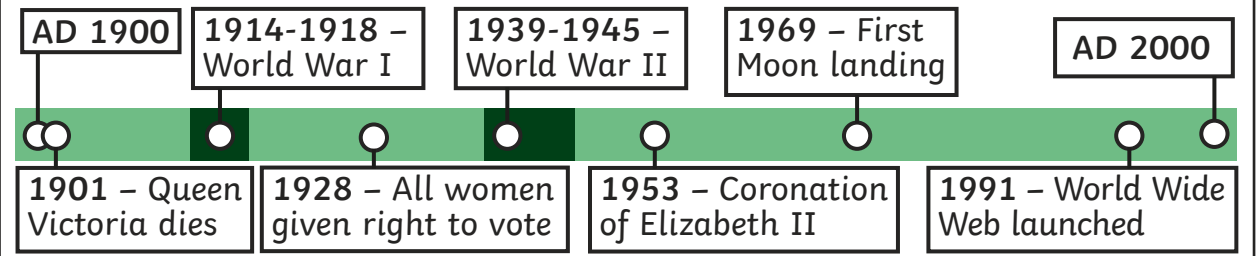 AD 1900
1914-1918 –
World War I
1939-1945 –
World War II
1969 – First
Moon landing
AD 2000
1901 – Queen
Victoria dies
1928 – All women
given right to vote
1953 – Coronation
of Elizabeth II
1991 – World Wide
Web launched